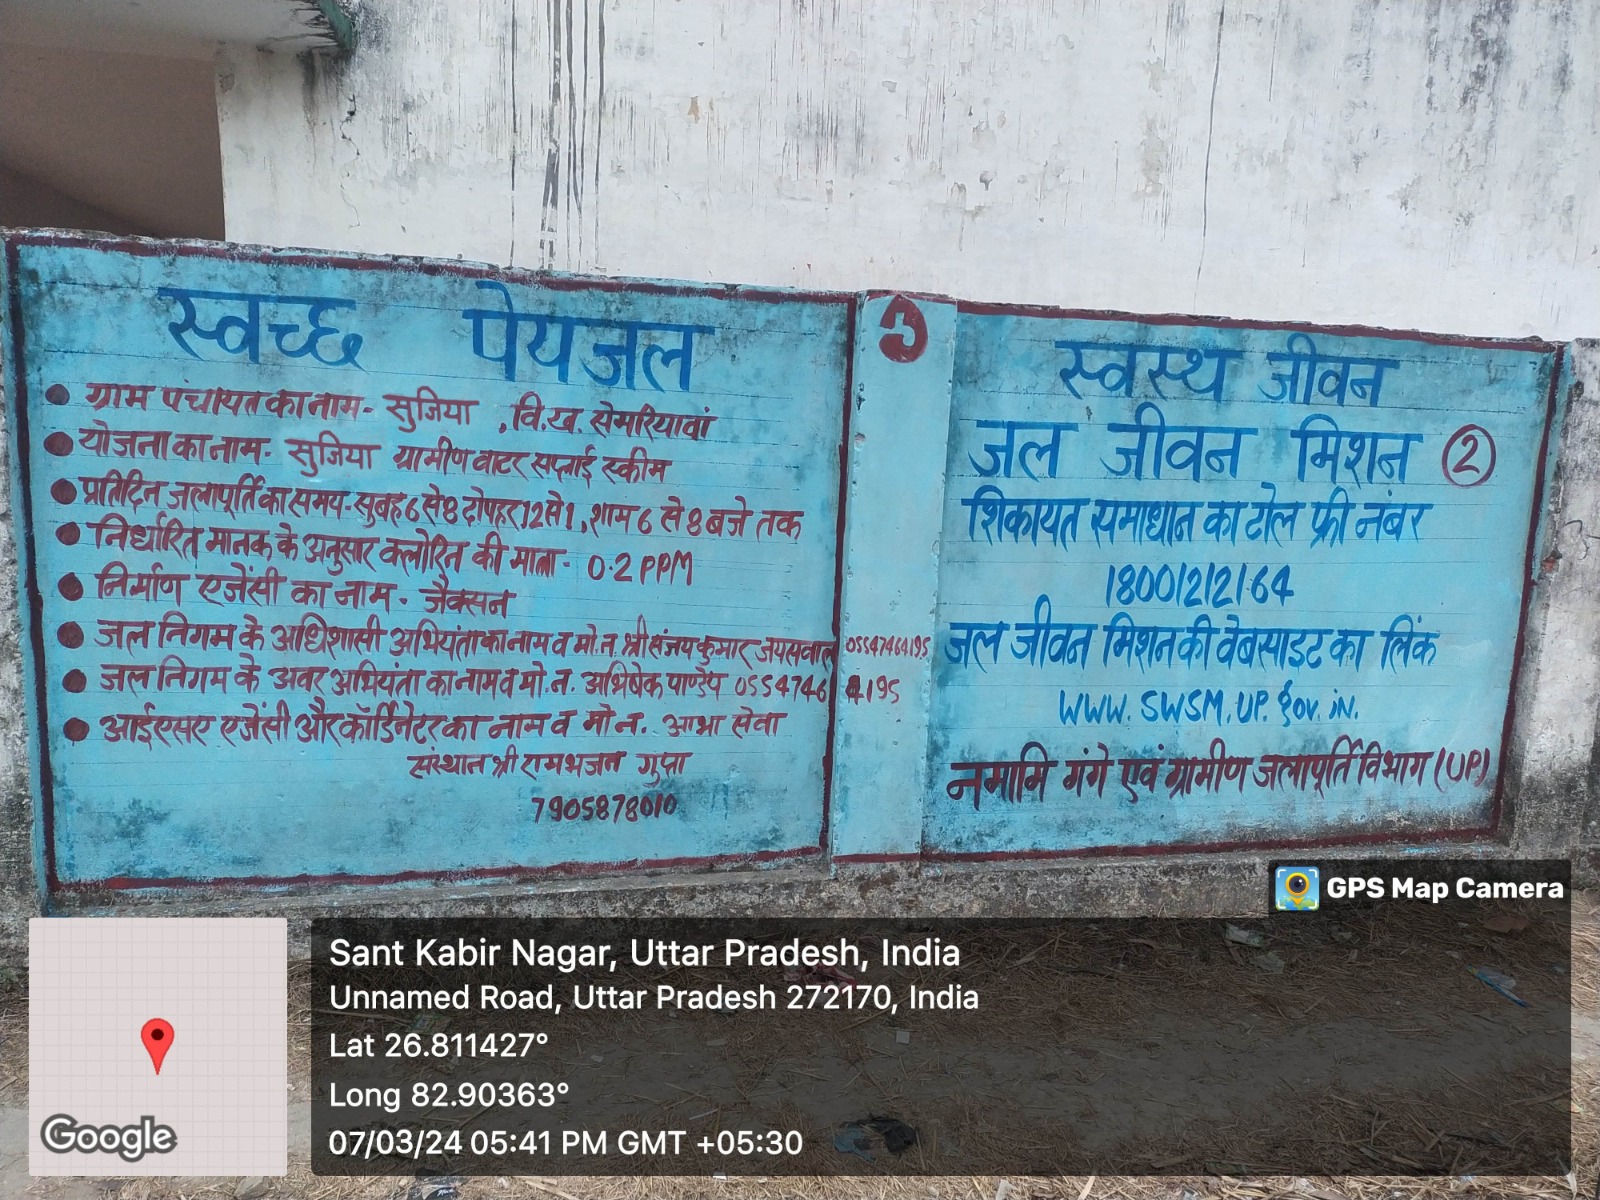 स्वच्छ पेयजल
• ग्राम पंचायत का नाम- सुजिया , वि.ख. सेमरियावां
• योजना का नाम- सुजिया ग्रामीण वाटर सप्लाई स्कीम
• प्रतिदिन जलापूर्ति का समय-सुबह 6 से 8 दोपहर 12 से 1, शाम 6 से 8 बजे तक
• निर्धारित मानक के अनुसार क्लोरिन की मात्रा- 0.2 PPM
• निर्माण एजेंसी का नाम- जैक्सन
• जल निगम के अधिशासी अभियंता का नाम व मो.न. श्री संजय कुमार जयसवाल 05547464195
• जल निगम के अवर अभियंता का नाम व मो.न. अभिषेक पाण्डेय 05547464195
• आईएसए एजेंसी और कॉर्डिनेटर का नाम व मो.न. आभा सेवा
संस्थान श्री रामभजन गुप्ता
7905878010
स्वस्थ जीवन
जल जीवन मिशन 2
शिकायत समाधान का टोल फ्री नंबर
18001212164
जल जीवन मिशन की वेबसाइट का लिंक
WWW.SWSM.UP.gov.in.
नमामि गंगे एवं ग्रामीण जलापूर्ति विभाग (UP)
GPS Map Camera
Sant Kabir Nagar, Uttar Pradesh, India
Unnamed Road, Uttar Pradesh 272170, India
Lat 26.811427°
Long 82.90363°
07/03/24 05:41 PM GMT +05:30
Google